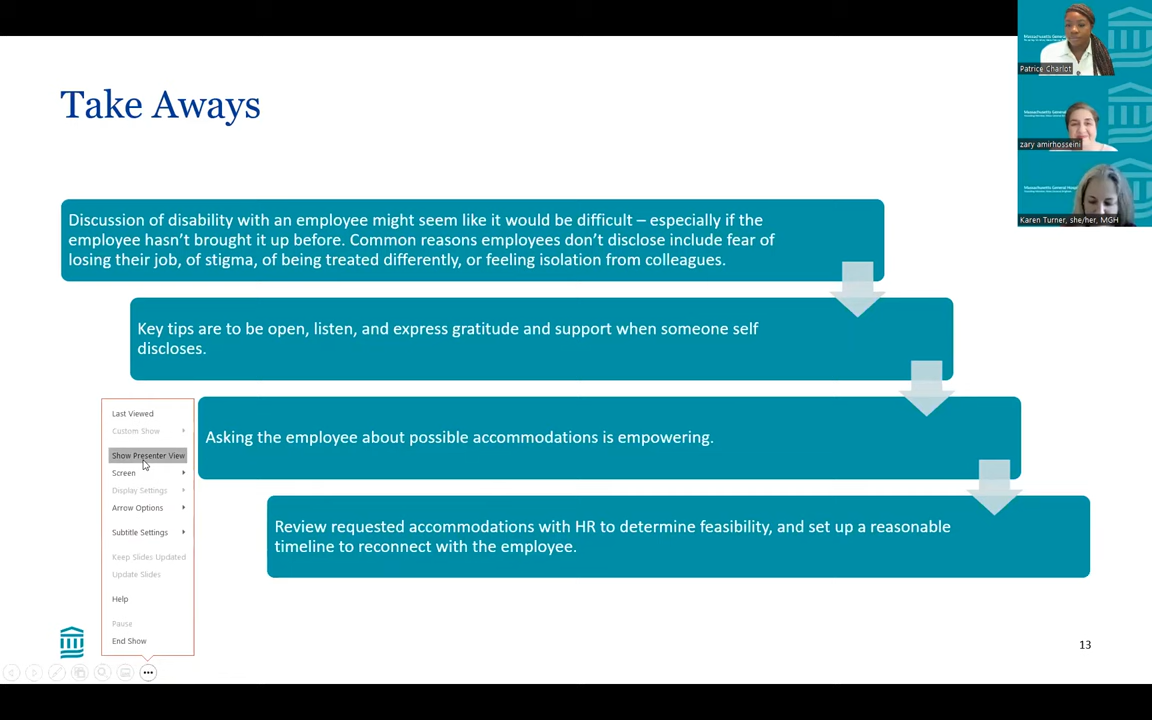 Take Aways
Discussion of disability with an employee might seem like it would be difficult – especially if the
employee hasn't brought it up before. Common reasons employees don't disclose include fear of
losing their job, of stigma, of being treated differently, or feeling isolation from colleagues.
Key tips are to be open, listen, and express gratitude and support when someone self
discloses.
Asking the employee about possible accommodations is empowering.
Review requested accommodations with HR to determine feasibility, and set up a reasonable
timeline to reconnect with the employee.
Last Viewed
Custom Show
Show Presenter View
Screen
Display Settings
Arrow Options
Subtitle Settings
Keep Slides Updated
Update Slides
Help
Pause
End Show
13
Patrice Charlot
zary amirhosseini
Massachusetts General Hospital
Karen Turner, she/her, MGH